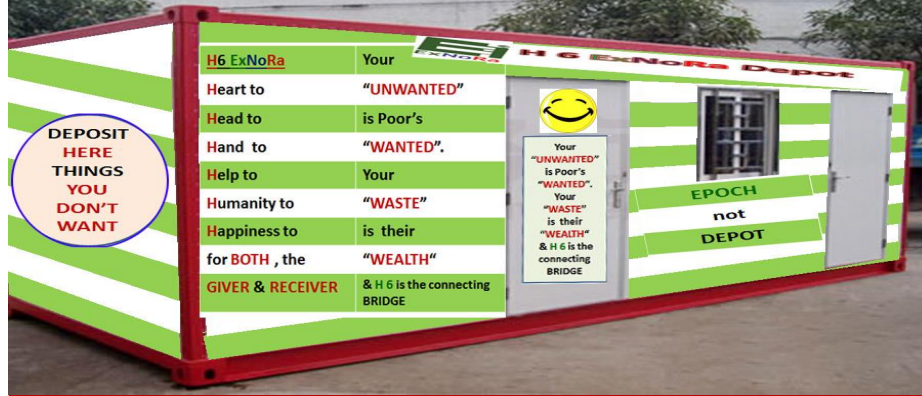 DEPOSIT
HERE
THINGS
YOU
DON'T
WANT
H6 ExNoRa
Heart to
Head to
Hand to
Help to
Humanity to
Happiness to
for BOTH , the
GIVER & RECEIVER
Your
“UNWANTED”
is Poor's
“WANTED”.
Your
“WASTE”
is their
“WEALTH“
& H 6 is the connecting
BRIDGE
ExNoRa
H 6 ExNoRa Depot
Your
“UNWANTED”
is Poor's
“WANTED”.
Your
“WASTE”
is their
“WEALTH“
& H 6 is the
connecting
BRIDGE
EPOCH
not
DEPOT